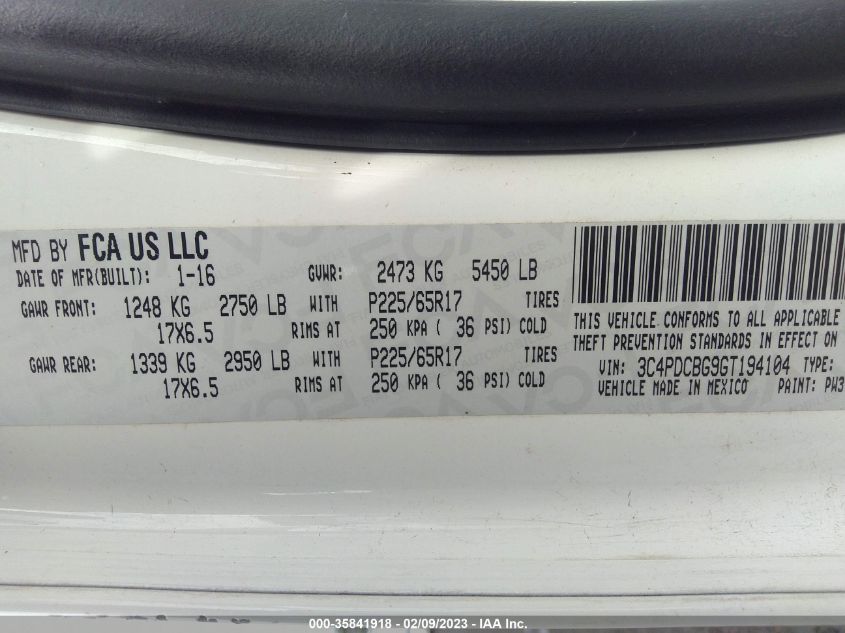 MFD BY FCA US LLC
DATE OF MFR(BUILT): 1-16 GVWR: 2473 KG 5450 LB
GAWR FRONT: 1248 KG 2750 LB WITH P225/65R17 TIRES
17X6.5 RIMS AT 250 KPA ( 36 PSI) COLD
GAWR REAR: 1339 KG 2950 LB WITH P225/65R17 TIRES
17X6.5 RIMS AT 250 KPA ( 36 PSI) COLD
THIS VEHICLE CONFORMS TO ALL APPLICABLE
THEFT PREVENTION STANDARDS IN EFFECT ON
VIN: 3C4PDCBG9GT194104 TYPE:
VEHICLE MADE IN MEXICO PAINT: PW3
000-35841918 | 02/09/2023 - IAA Inc.